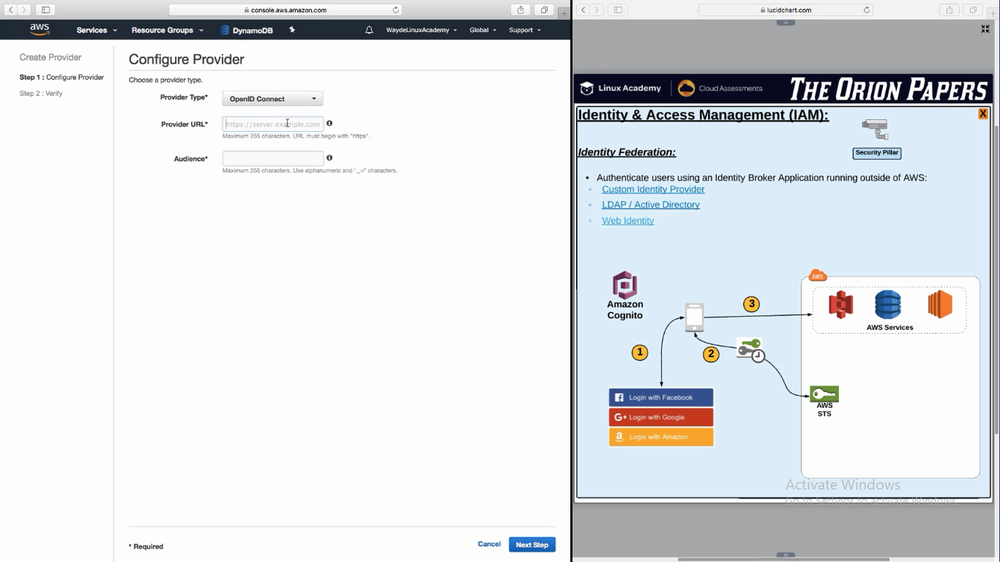 console.aws.amazon.com
aws
Services
Resource Groups
DynamoDB
WaydeLinuxAcademy
Global
Support
Create Provider
Step 1 : Configure Provider
Step 2 : Verify
Configure Provider
Choose a provider type.
Provider Type*
OpenID Connect
Provider URL*
https://server.example.com
Maximum 255 characters. URL must begin with "https".
Audience*
Maximum 255 characters. Use alphanumeric and '._-/' characters.
* Required
Cancel
Next Step
lucidchart.com
Linux Academy
Cloud Assessments
THE ORION PAPERS
Identity & Access Management (IAM):
X
Security Pillar
Identity Federation:
• Authenticate users using an Identity Broker Application running outside of AWS:
◦ Custom Identity Provider
◦ LDAP / Active Directory
◦ Web Identity
AWS
Amazon
Cognito
3
AWS Services
1
2
Login with Facebook
G+ Login with Google
a Login with Amazon
AWS
STS
Activate Windows
Go to Settings to activate Windows.